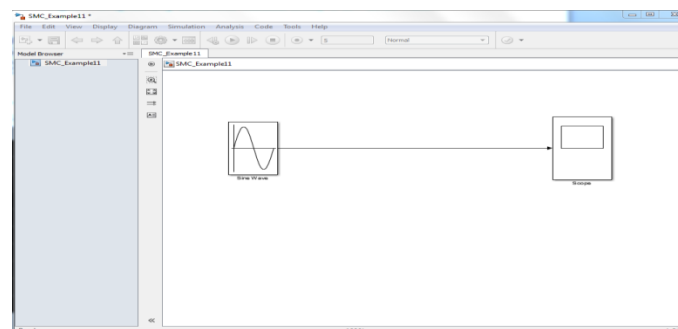 SMC_Example11 *
File Edit View Display Diagram Simulation Analysis Code Tools Help
5 Normal
Model Browser SMC_Example11
SMC_Example11 SMC_Example11
Sine Wave
Scope